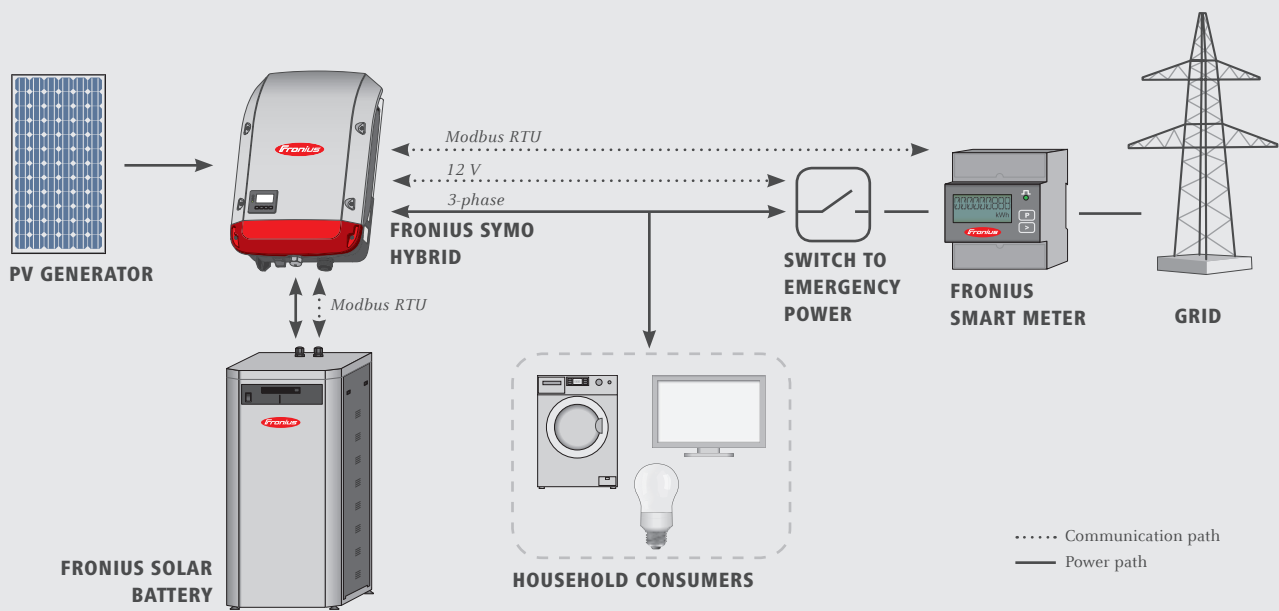 Fronius
Modbus RTU
12 V
3-phase
FRONIUS SYMO
HYBRID
PV GENERATOR
Modbus RTU
kWh
P
>
Fronius
SWITCH TO
EMERGENCY
POWER
FRONIUS
SMART METER
GRID
Fronius
FRONIUS SOLAR
BATTERY
HOUSEHOLD CONSUMERS
Communication path
Power path